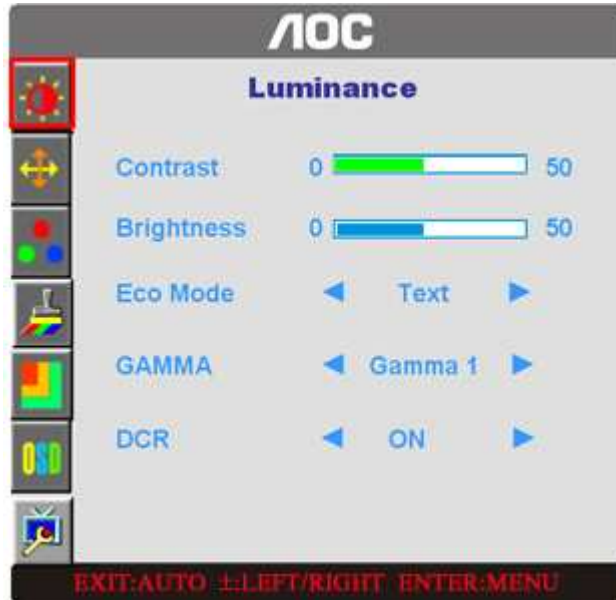 AOC
Luminance
Contrast 0 50
Brightness 0 50
Eco Mode ◀ Text ▶
GAMMA ◀ Gamma 1 ▶
DCR ◀ ON ▶
OSD
EXIT:AUTO ±:LEFT/RIGHT ENTER:MENU